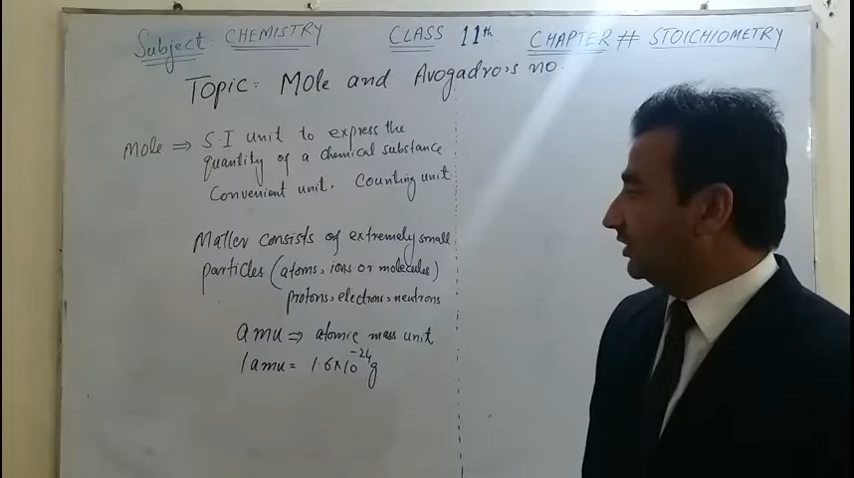 Subject: CHEMISTRY CLASS 11th CHAPTER # STOICHIOMETRY
Topic: Mole and Avogadro's no.
Mole ⇒ S.I unit to express the
quantity of a chemical substance
Convenient unit. Counting unit
Matter consists of extremely small
particles (atoms, ions or molecules)
protons, electrons, neutrons
amu ⇒ atomic mass unit
1 amu = 1.6×10⁻²⁴g